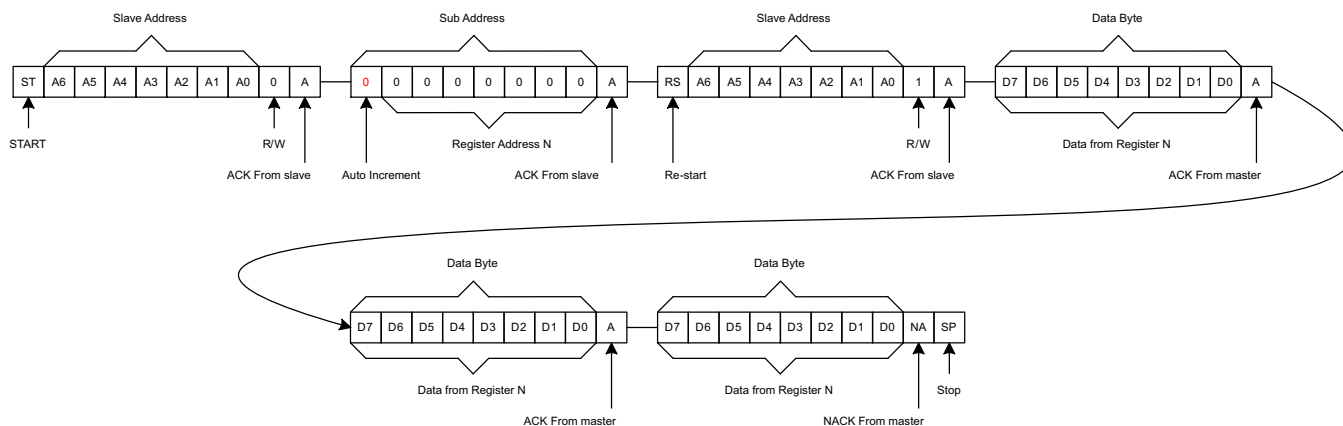 Slave Address Sub Address Slave Address Data Byte
ST A6 A5 A4 A3 A2 A1 A0 0 A 0 0 0 0 0 0 0 0 A RS A6 A5 A4 A3 A2 A1 A0 1 A D7 D6 D5 D4 D3 D2 D1 D0 A
START R/W Register Address N R/W Data from Register N
ACK From slave Auto Increment ACK From slave Re-start ACK From slave ACK From master
Data Byte Data Byte
D7 D6 D5 D4 D3 D2 D1 D0 A D7 D6 D5 D4 D3 D2 D1 D0 NA SP
Data from Register N Data from Register N Stop
ACK From master NACK From master